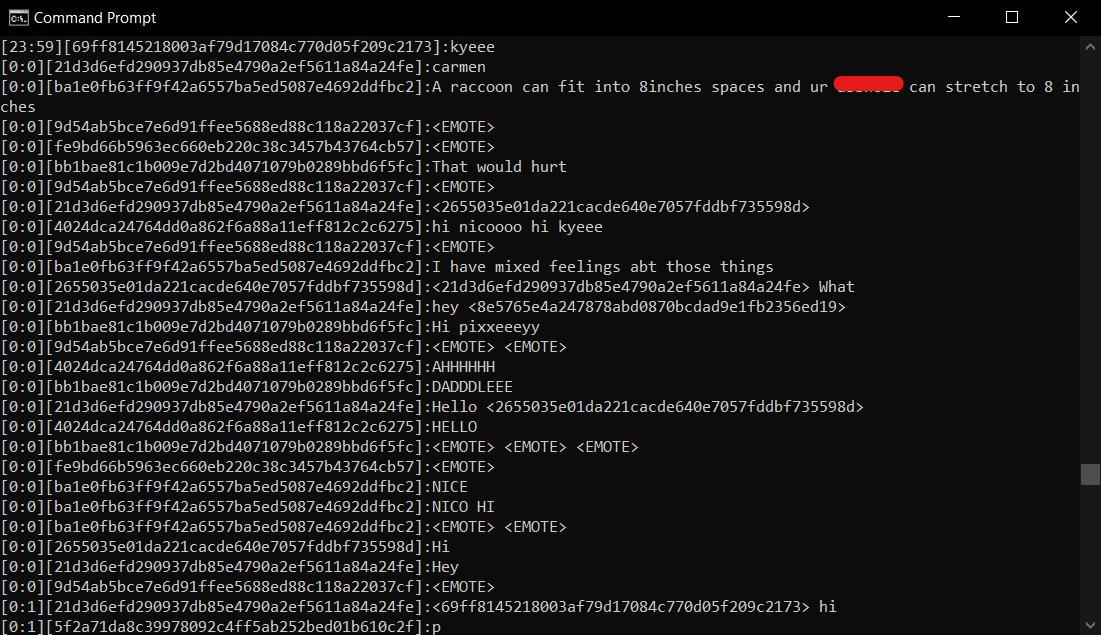 Command Prompt
[23:59][69ff8145218003af79d17084c770d05f209c2173]:kyeee
[0:0][21d3d6efd290937db85e4790a2ef5611a84a24fe]:carmen
[0:0][ba1e0fb63ff9f42a6557ba5ed5087e4692ddfbc2]:A raccoon can fit into 8inches spaces and ur can stretch to 8 in
ches
[0:0][9d54ab5bce7e6d91ffee5688ed88c118a22037cf]:<EMOTE>
[0:0][fe9bd66b5963ec660eb220c38c3457b43764cb57]:<EMOTE>
[0:0][bb1bae81c1b009e7d2bd4071079b0289bbd6f5fc]:That would hurt
[0:0][9d54ab5bce7e6d91ffee5688ed88c118a22037cf]:<EMOTE>
[0:0][21d3d6efd290937db85e4790a2ef5611a84a24fe]:<2655035e01da221cacde640e7057fddbf735598d>
[0:0][4024dca24764dd0a862f6a88a11eff812c2c6275]:hi nicoooo hi kyeee
[0:0][9d54ab5bce7e6d91ffee5688ed88c118a22037cf]:<EMOTE>
[0:0][ba1e0fb63ff9f42a6557ba5ed5087e4692ddfbc2]:I have mixed feelings abt those things
[0:0][2655035e01da221cacde640e7057fddbf735598d]:<21d3d6efd290937db85e4790a2ef5611a84a24fe> What
[0:0][21d3d6efd290937db85e4790a2ef5611a84a24fe]:hey <8e5765e4a247878abd0870bcdad9e1fb2356ed19>
[0:0][bb1bae81c1b009e7d2bd4071079b0289bbd6f5fc]:Hi pixxeeeyy
[0:0][9d54ab5bce7e6d91ffee5688ed88c118a22037cf]:<EMOTE> <EMOTE>
[0:0][4024dca24764dd0a862f6a88a11eff812c2c6275]:AHHHHHH
[0:0][bb1bae81c1b009e7d2bd4071079b0289bbd6f5fc]:DADDDLEEE
[0:0][21d3d6efd290937db85e4790a2ef5611a84a24fe]:Hello <2655035e01da221cacde640e7057fddbf735598d>
[0:0][4024dca24764dd0a862f6a88a11eff812c2c6275]:HELLO
[0:0][bb1bae81c1b009e7d2bd4071079b0289bbd6f5fc]:<EMOTE> <EMOTE> <EMOTE>
[0:0][fe9bd66b5963ec660eb220c38c3457b43764cb57]:<EMOTE>
[0:0][ba1e0fb63ff9f42a6557ba5ed5087e4692ddfbc2]:NICE
[0:0][ba1e0fb63ff9f42a6557ba5ed5087e4692ddfbc2]:NICO HI
[0:0][ba1e0fb63ff9f42a6557ba5ed5087e4692ddfbc2]:<EMOTE> <EMOTE>
[0:0][2655035e01da221cacde640e7057fddbf735598d]:Hi
[0:0][21d3d6efd290937db85e4790a2ef5611a84a24fe]:Hey
[0:0][9d54ab5bce7e6d91ffee5688ed88c118a22037cf]:<EMOTE>
[0:1][21d3d6efd290937db85e4790a2ef5611a84a24fe]:<69ff8145218003af79d17084c770d05f209c2173> hi
[0:1][5f2a71da8c39978092c4ff5ab252bed01b610c2f]:p